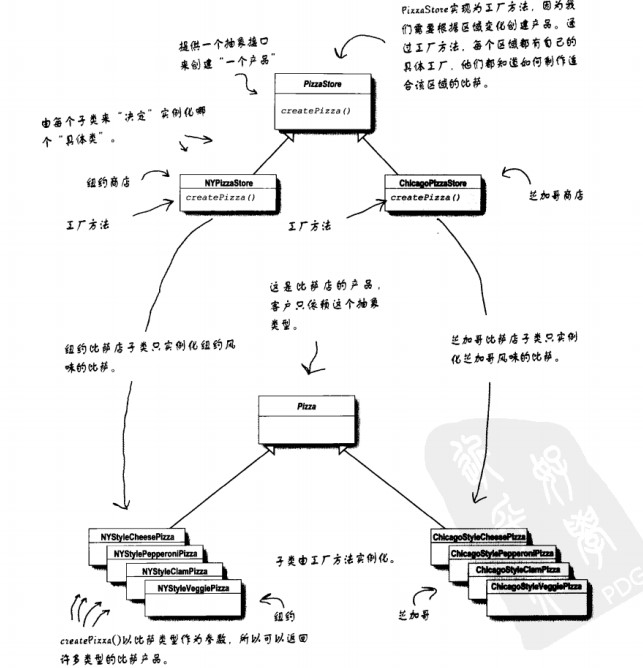 PizzaStore实现为工厂方法，因为我
们需要根据区域变化创建产品。通
过工厂方法，每个区域都有自己的
具体工厂，他们都知道如何制作适
合该区域的比萨。
提供一个抽象接口
来创建“一个产品”
PizzaStore
createPizza()
由每个子类来“决定”实例化哪
个“具体类”。
纽约商店
NYPizzaStore
createPizza()
工厂方法
ChicagoPizzaStore
createPizza()
工厂方法
芝加哥商店
这是比萨店的产品，
客户只依赖这个抽象
类型。
纽约比萨店子类只实例化纽约风
味的比萨。
芝加哥比萨店子类只实例
化芝加哥风味的比萨。
Pizza
NYStyleCheesePizza
NYStylePepperoniPizza
NYStyleClamPizza
NYStyleVeggiePizza
子类由工厂方法实例化。
ChicagoStyleCheesePizza
ChicagoStylePepperoniPizza
ChicagoStyleClamPizza
ChicagoStyleVeggiePizza
纽约
芝加哥
createPizza()以比萨类型作为参数，所以可以返回
许多类型的比萨产品。
PDG